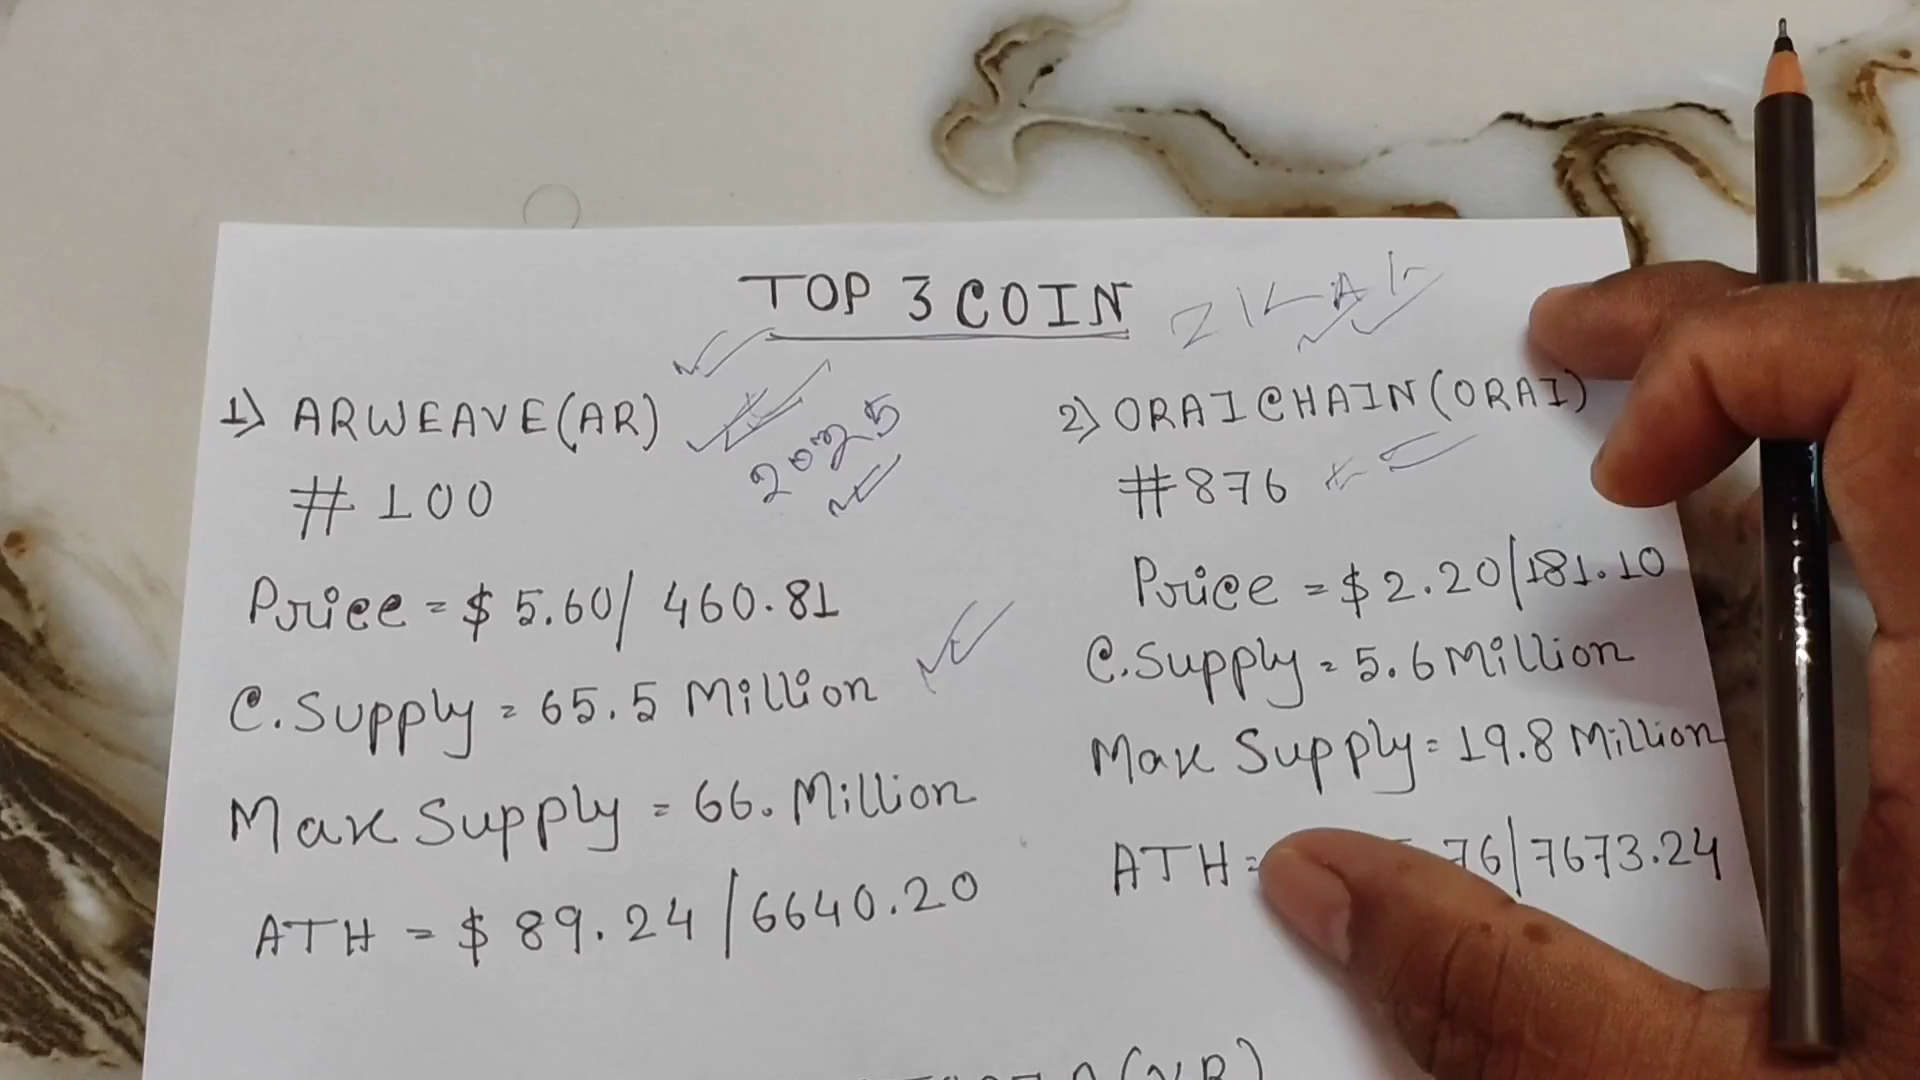 TOP 3 COIN
1) ARWEAVE(AR)
2025
# 100
Price = $ 5.60/ 460.81
C. Supply = 65.5 Million
Max Supply = 66. Million
ATH = $ 89.24 /6640.20
2) ORAICHAIN(ORAI)
#876
Price = $2.20/181.10
C. Supply = 5.6 Million
Max Supply = 19.8 Million
ATH = 76/7673.24